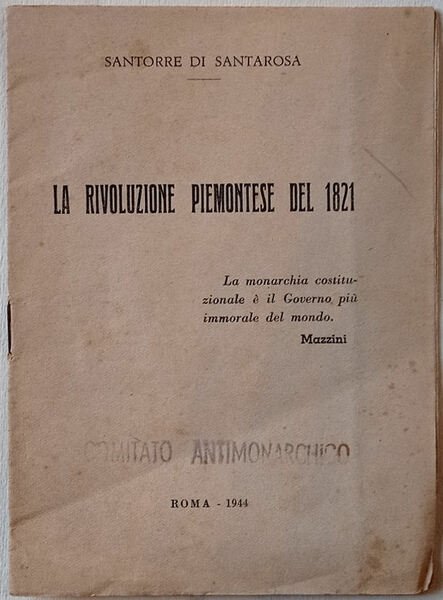 SANTORRE DI SANTAROSA
LA RIVOLUZIONE PIEMONTESE DEL 1821
La monarchia costitu-
zionale è il Governo più
immorale del mondo.
Mazzini
COMITATO ANTIMONARCHICO
ROMA - 1944